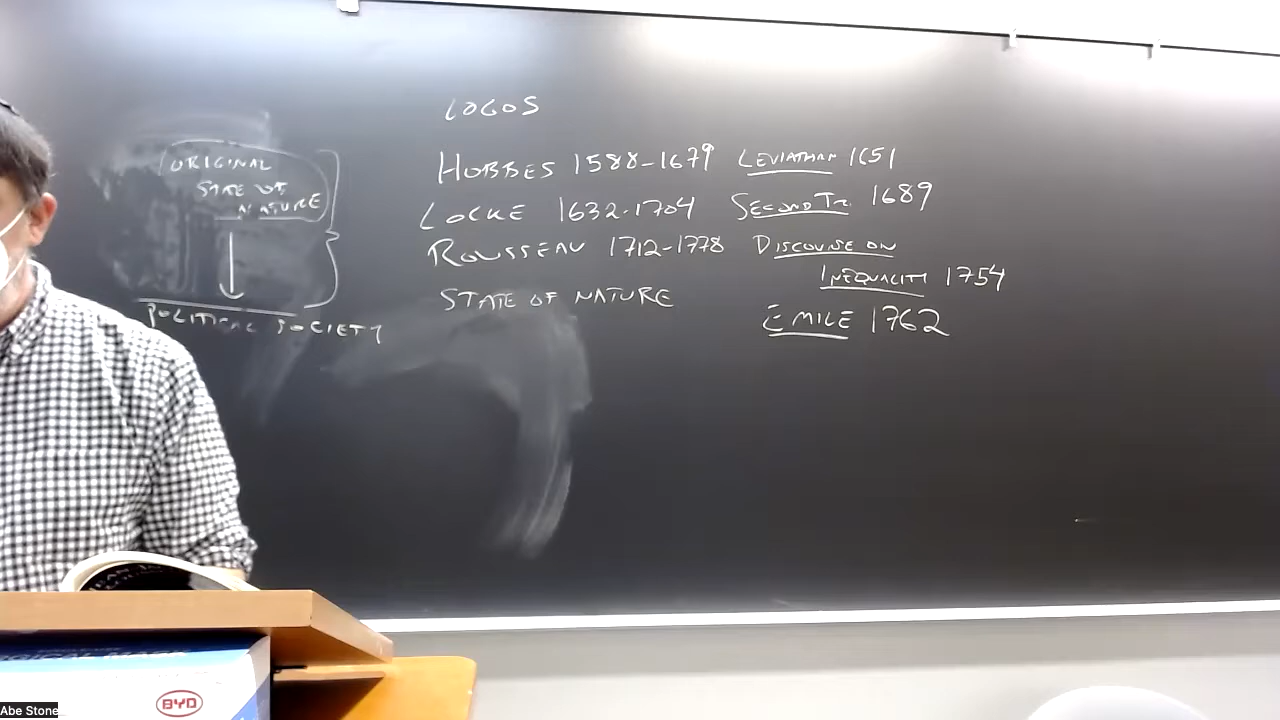 LOGOS
ORIGINAL
STATE OF
NATURE
POLITICAL SOCIETY
HOBBES 1588-1679 LEVIATHAN 1651
LOCKE 1632-1704 SECOND TR. 1689
ROUSSEAU 1712-1778 DISCOURSE ON
INEQUALITY 1754
STATE OF NATURE
EMILE 1762
BYD
Abe Stone